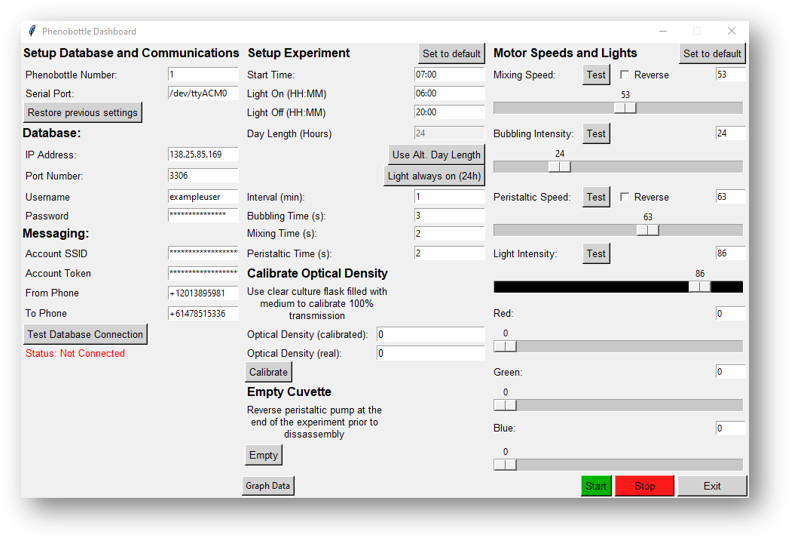 Phenobottle Dashboard
Setup Database and Communications
Phenobottle Number: 1
Serial Port: /dev/ttyACM0
Restore previous settings
Database:
IP Address: 138.25.85.169
Port Number: 3306
Username exampleuser
Password ***************
Messaging:
Account SSID ******************
Account Token ******************
From Phone +12013895981
To Phone +61478515336
Test Database Connection
Status: Not Connected
Setup Experiment Set to default
Start Time: 07:00
Light On (HH:MM) 06:00
Light Off (HH:MM) 20:00
Day Length (Hours) 24
Use Alt. Day Length
Light always on (24h)
Interval (min): 1
Bubbling Time (s): 3
Mixing Time (s): 2
Peristaltic Time (s): 2
Calibrate Optical Density
Use clear culture flask filled with
medium to calibrate 100%
transmission
Optical Density (calibrated): 0
Optical Density (real): 0
Calibrate
Empty Cuvette
Reverse peristaltic pump at the
end of the experiment prior to
dissassembly
Empty
Graph Data
Motor Speeds and Lights Set to default
Mixing Speed: Test Reverse 53
53
Bubbling Intensity: Test 24
24
Peristaltic Speed: Test Reverse 63
63
Light Intensity: Test 86
86
Red: 0
0
Green: 0
0
Blue: 0
0
Start Stop Exit